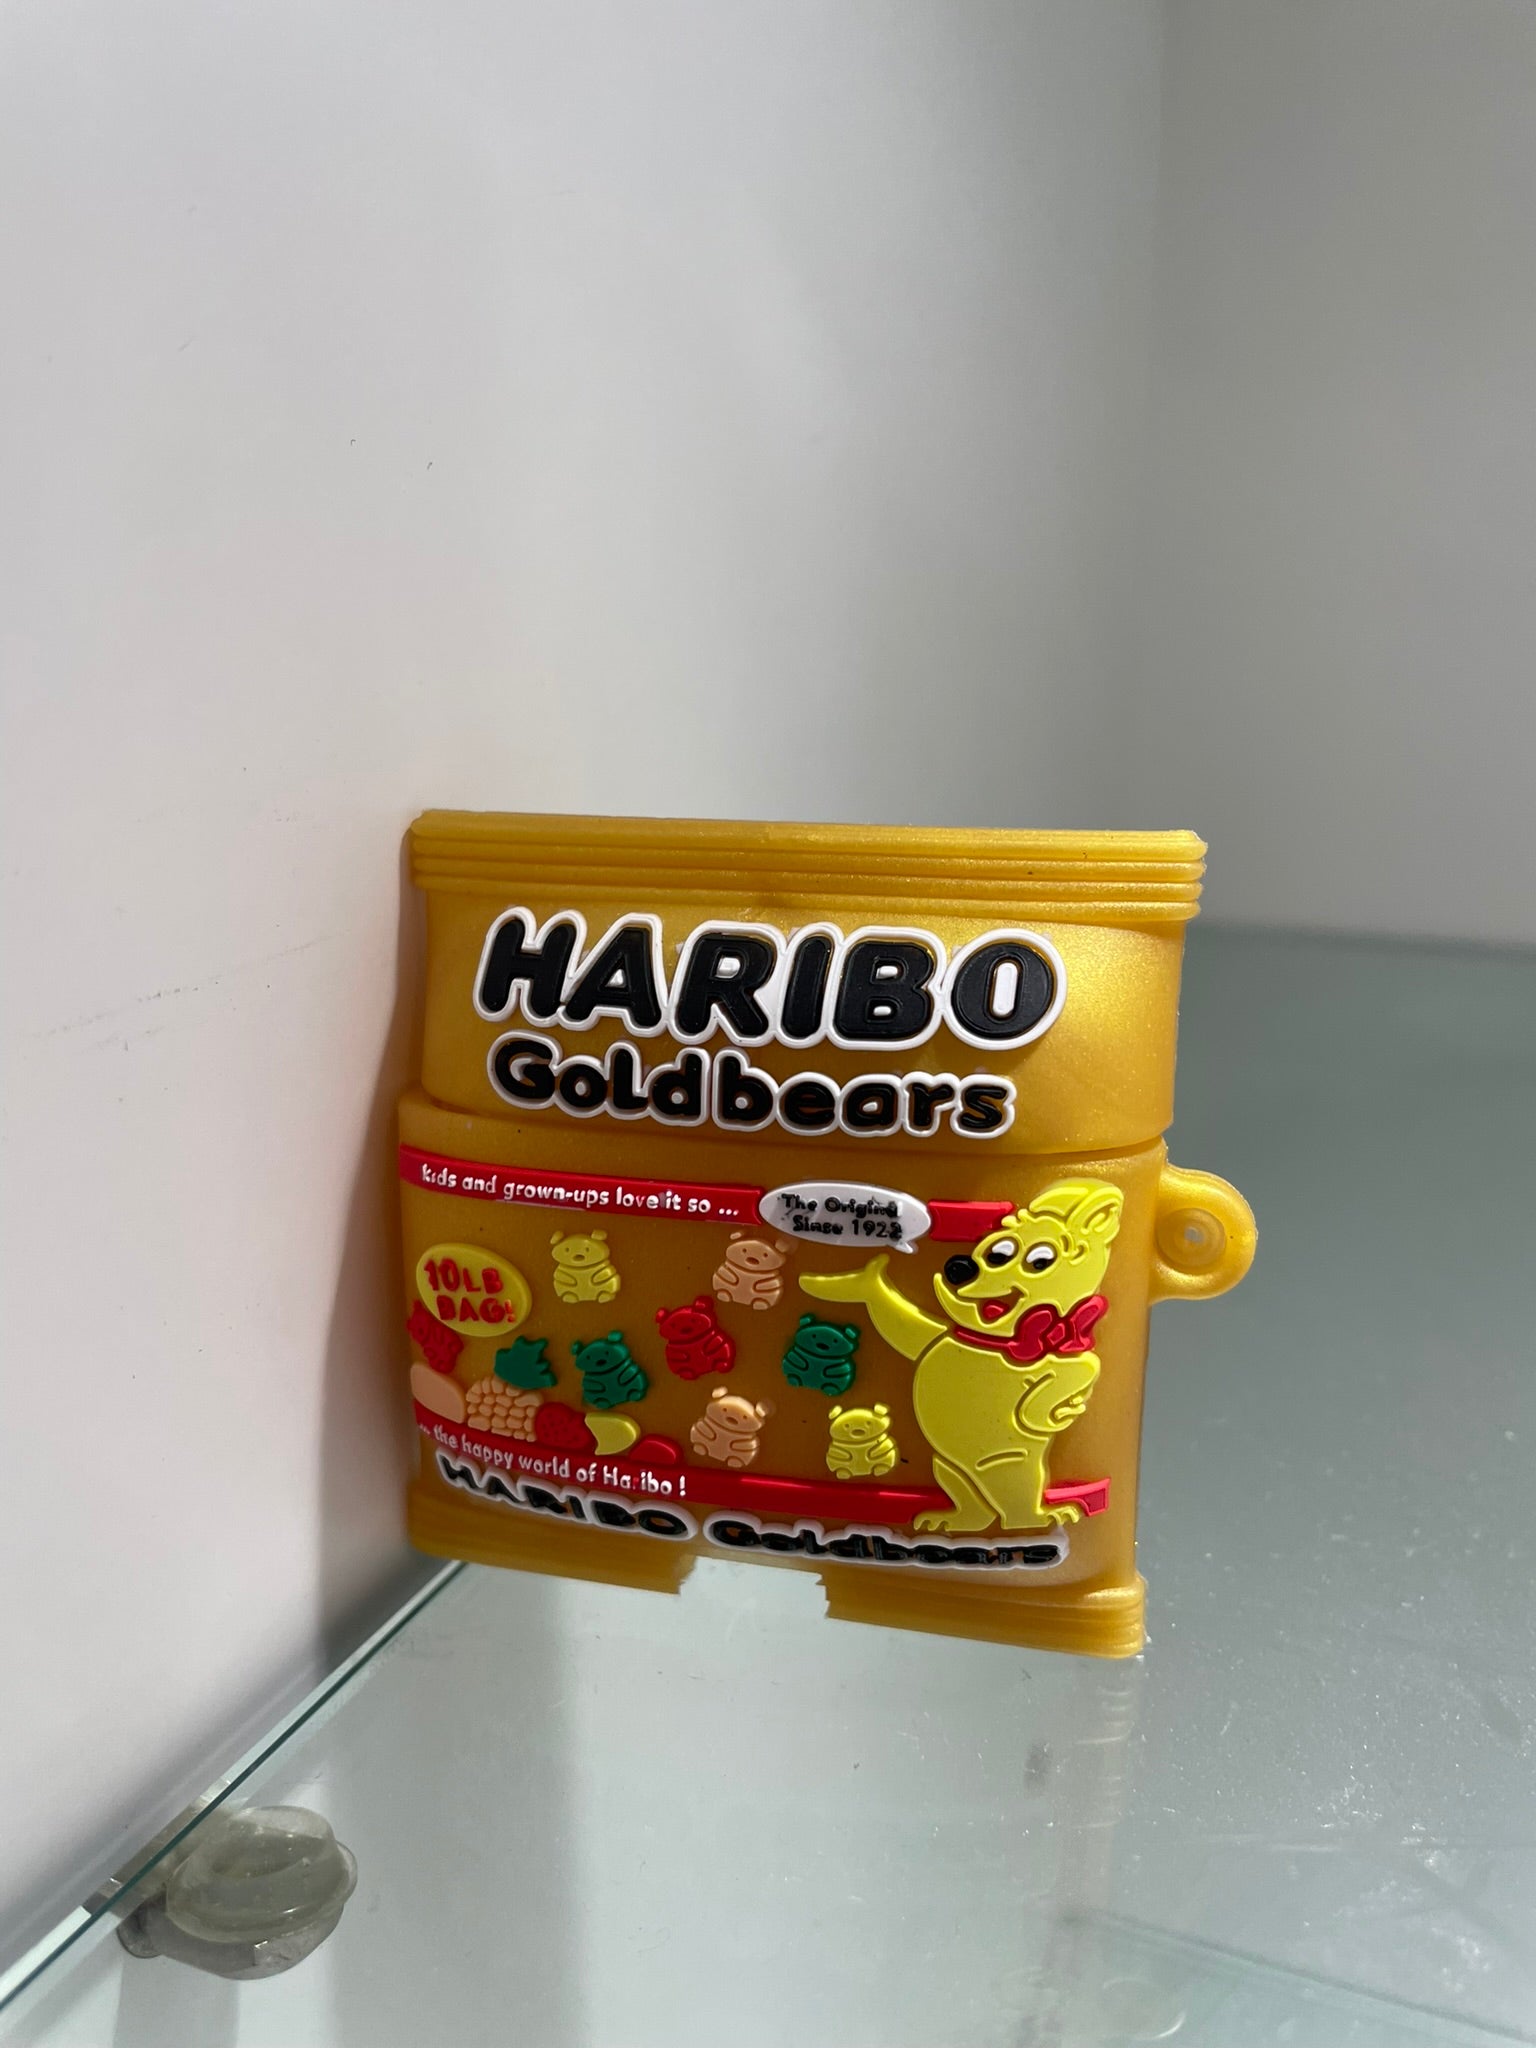 HARIBO
Goldbears
kids and grown-ups love it so ...
The Original
Since 1922
10LB
BAG!
... the happy world of Haribo!
HARIBO Goldbears